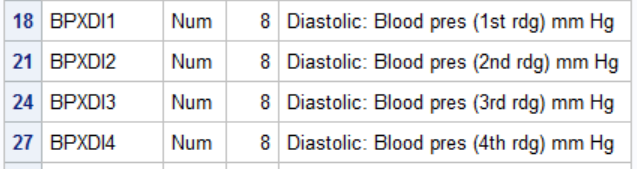 18 BPXDI1 Num 8 Diastolic: Blood pres (1st rdg) mm Hg
21 BPXDI2 Num 8 Diastolic: Blood pres (2nd rdg) mm Hg
24 BPXDI3 Num 8 Diastolic: Blood pres (3rd rdg) mm Hg
27 BPXDI4 Num 8 Diastolic: Blood pres (4th rdg) mm Hg